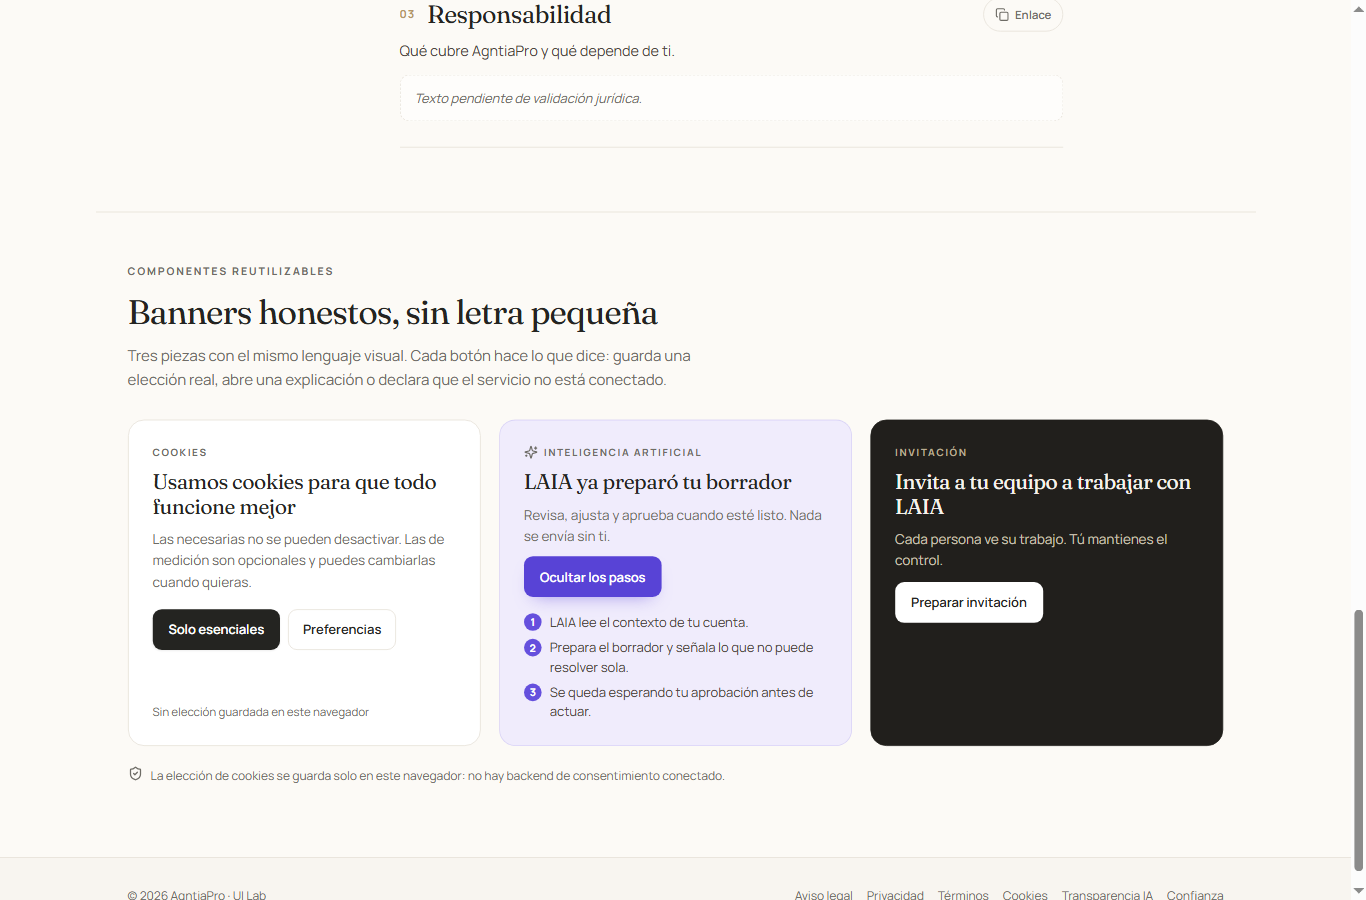 03 Responsabilidad
Enlace
Qué cubre AgntiaPro y qué depende de ti.
Texto pendiente de validación jurídica.
COMPONENTES REUTILIZABLES
Banners honestos, sin letra pequeña
Tres piezas con el mismo lenguaje visual. Cada botón hace lo que dice: guarda una
elección real, abre una explicación o declara que el servicio no está conectado.
COOKIES
Usamos cookies para que todo
funcione mejor
Las necesarias no se pueden desactivar. Las de
medición son opcionales y puedes cambiarlas
cuando quieras.
Solo esenciales
Preferencias
Sin elección guardada en este navegador
INTELIGENCIA ARTIFICIAL
LAIA ya preparó tu borrador
Revisa, ajusta y aprueba cuando esté listo. Nada
se envía sin ti.
Ocultar los pasos
1 LAIA lee el contexto de tu cuenta.
2 Prepara el borrador y señala lo que no puede
resolver sola.
3 Se queda esperando tu aprobación antes de
actuar.
INVITACIÓN
Invita a tu equipo a trabajar con
LAIA
Cada persona ve su trabajo. Tú mantienes el
control.
Preparar invitación
La elección de cookies se guarda solo en este navegador: no hay backend de consentimiento conectado.
© 2026 AgntiaPro · UI Lab
Aviso legal Privacidad Términos Cookies Transparencia IA Confianza